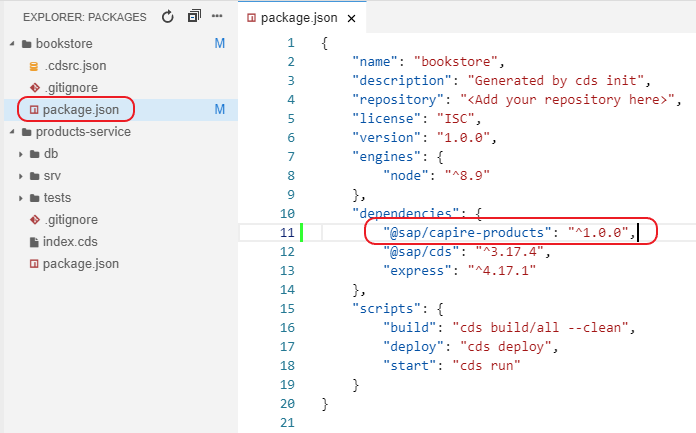 EXPLORER: PACKAGES
bookstore M
.cdsrc.json
.gitignore
package.json M
products-service
db
srv
tests
.gitignore
index.cds
package.json
package.json ×
1 {
2 "name": "bookstore",
3 "description": "Generated by cds init",
4 "repository": "<Add your repository here>",
5 "license": "ISC",
6 "version": "1.0.0",
7 "engines": {
8 "node": "^8.9"
9 },
10 "dependencies": {
11 "@sap/capire-products": "^1.0.0",
12 "@sap/cds": "^3.17.4",
13 "express": "^4.17.1"
14 },
15 "scripts": {
16 "build": "cds build/all --clean",
17 "deploy": "cds deploy",
18 "start": "cds run"
19 }
20 }
21